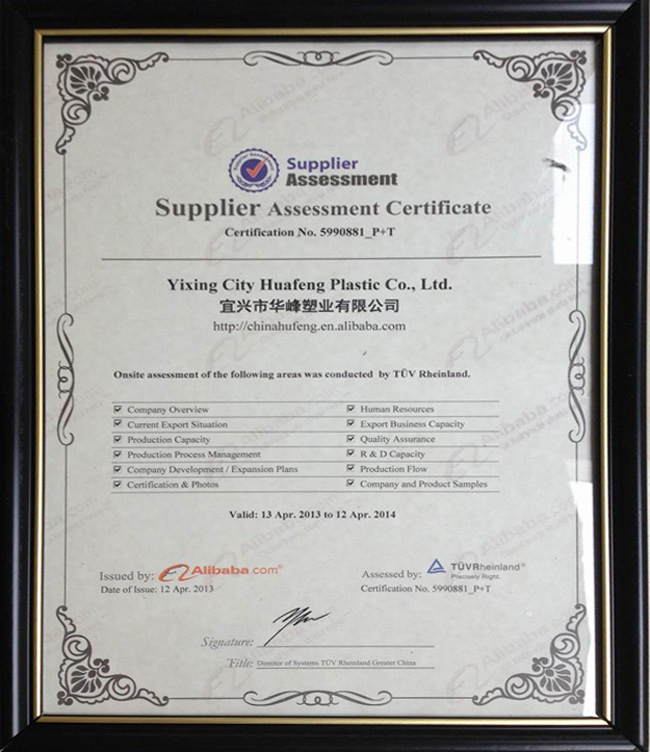 Supplier Assessment
Supplier
Assessment
Supplier Assessment Certificate
Certification No. 5990881_P+T
Yixing City Huafeng Plastic Co., Ltd.
宜兴市华峰塑业有限公司
http://chinahufeng.en.alibaba.com
Onsite assessment of the following areas was conducted by TÜV Rheinland.
Company Overview
Current Export Situation
Production Capacity
Production Process Management
Company Development / Expansion Plans
Certification & Photos
Human Resources
Export Business Capacity
Quality Assurance
R & D Capacity
Production Flow
Company and Product Samples
Valid: 13 Apr. 2013 to 12 Apr. 2014
Issued by: Alibaba.com®
Date of Issue: 12 Apr. 2013
Assessed by: TÜVRheinland®
Precisely Right.
Certification No. 5990881_P+T
Signature:
Title: Director of Systems TÜV Rheinland Greater China